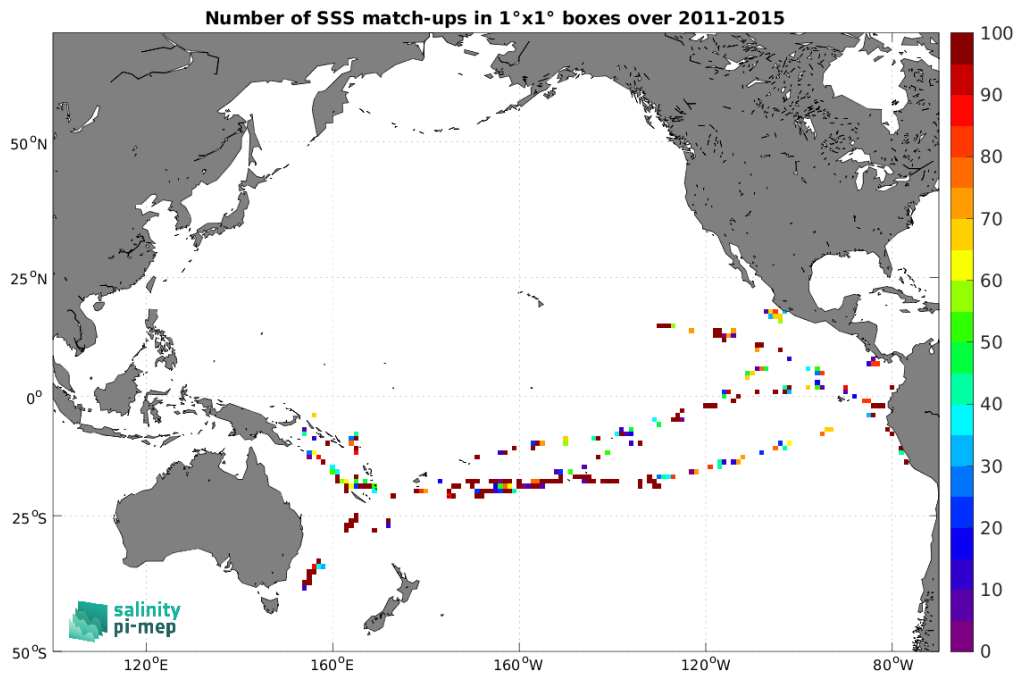 Number of SSS match-ups in 1°x1° boxes over 2011-2015
50°N
25°N
0°
25°S
50°S
120°E
160°E
160°W
120°W
80°W
100
90
80
70
60
50
40
30
20
10
0
salinity
pi-mep